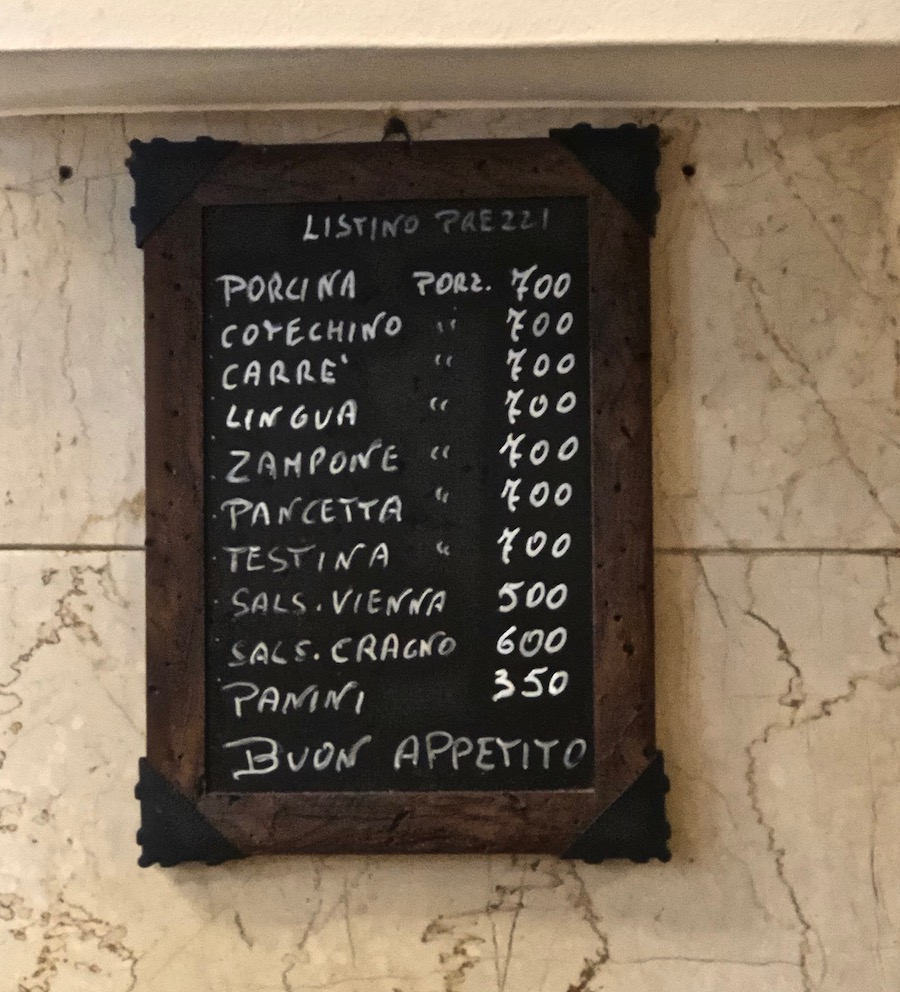 LISTINO PREZZI
PORCINA PORZ. 700
COTECHINO " 700
CARRE' " 700
LINGUA " 700
ZAMPONE " 700
PANCETTA " 700
TESTINA " 700
SALS. VIENNA 500
SALS. CRAGNO 600
PANINI 350
BUON APPETITO